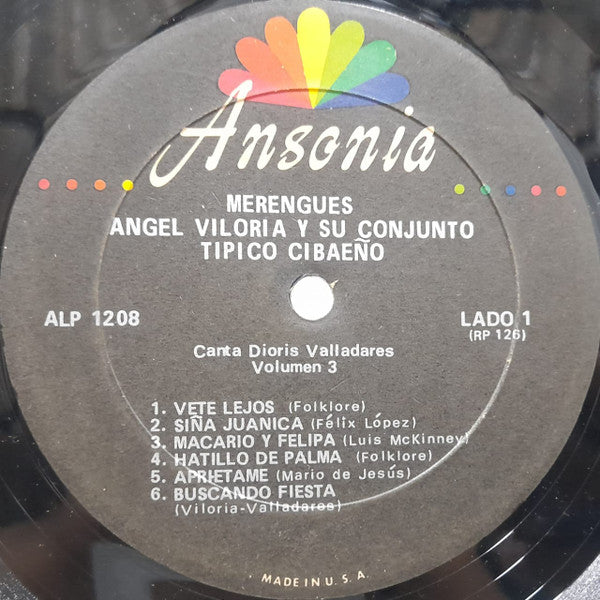 Ansonia
MERENGUES
ANGEL VILORIA Y SU CONJUNTO
TIPICO CIBAEÑO
ALP 1208
LADO 1
(RP 126)
Canta Dioris Valladares
Volumen 3
1. VETE LEJOS (Folklore)
2. SIÑA JUANICA (Félix López)
3. MACARIO Y FELIPA (Luis McKinney)
4. HATILLO DE PALMA (Folklore)
5. APRIETAME (Mario de Jesús)
6. BUSCANDO FIESTA
(Viloria-Valladares)
MADE IN U. S. A.